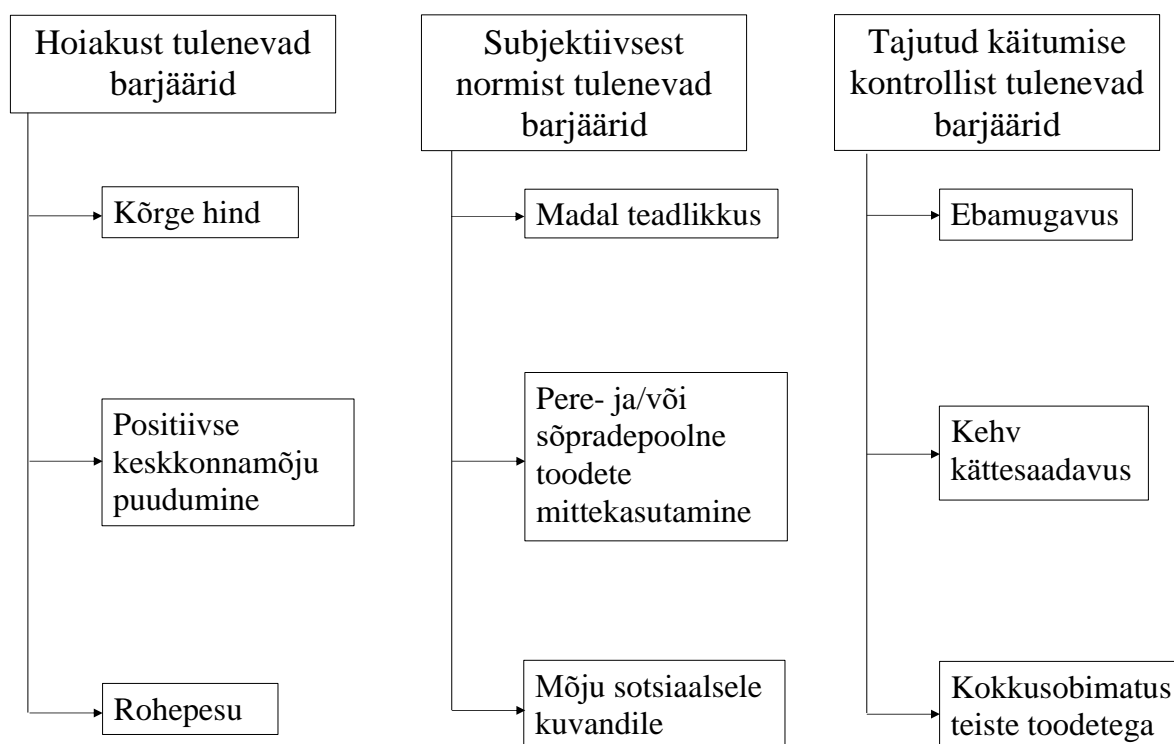 Hoiakust tulenevad
barjäärid
Kõrge hind
Positiivse
keskkonnamõju
puudumine
Rohepesu
Subjektiivsest
normist tulenevad
barjäärid
Madal teadlikkus
Pere- ja/või
sõpradepoolne
toodete
mittekasutamine
Mõju sotsiaalsele
kuvandile
Tajutud käitumise
kontrollist tulenevad
barjäärid
Ebamugavus
Kehv
kättesaadavus
Kokkusobimatus
teiste toodetega